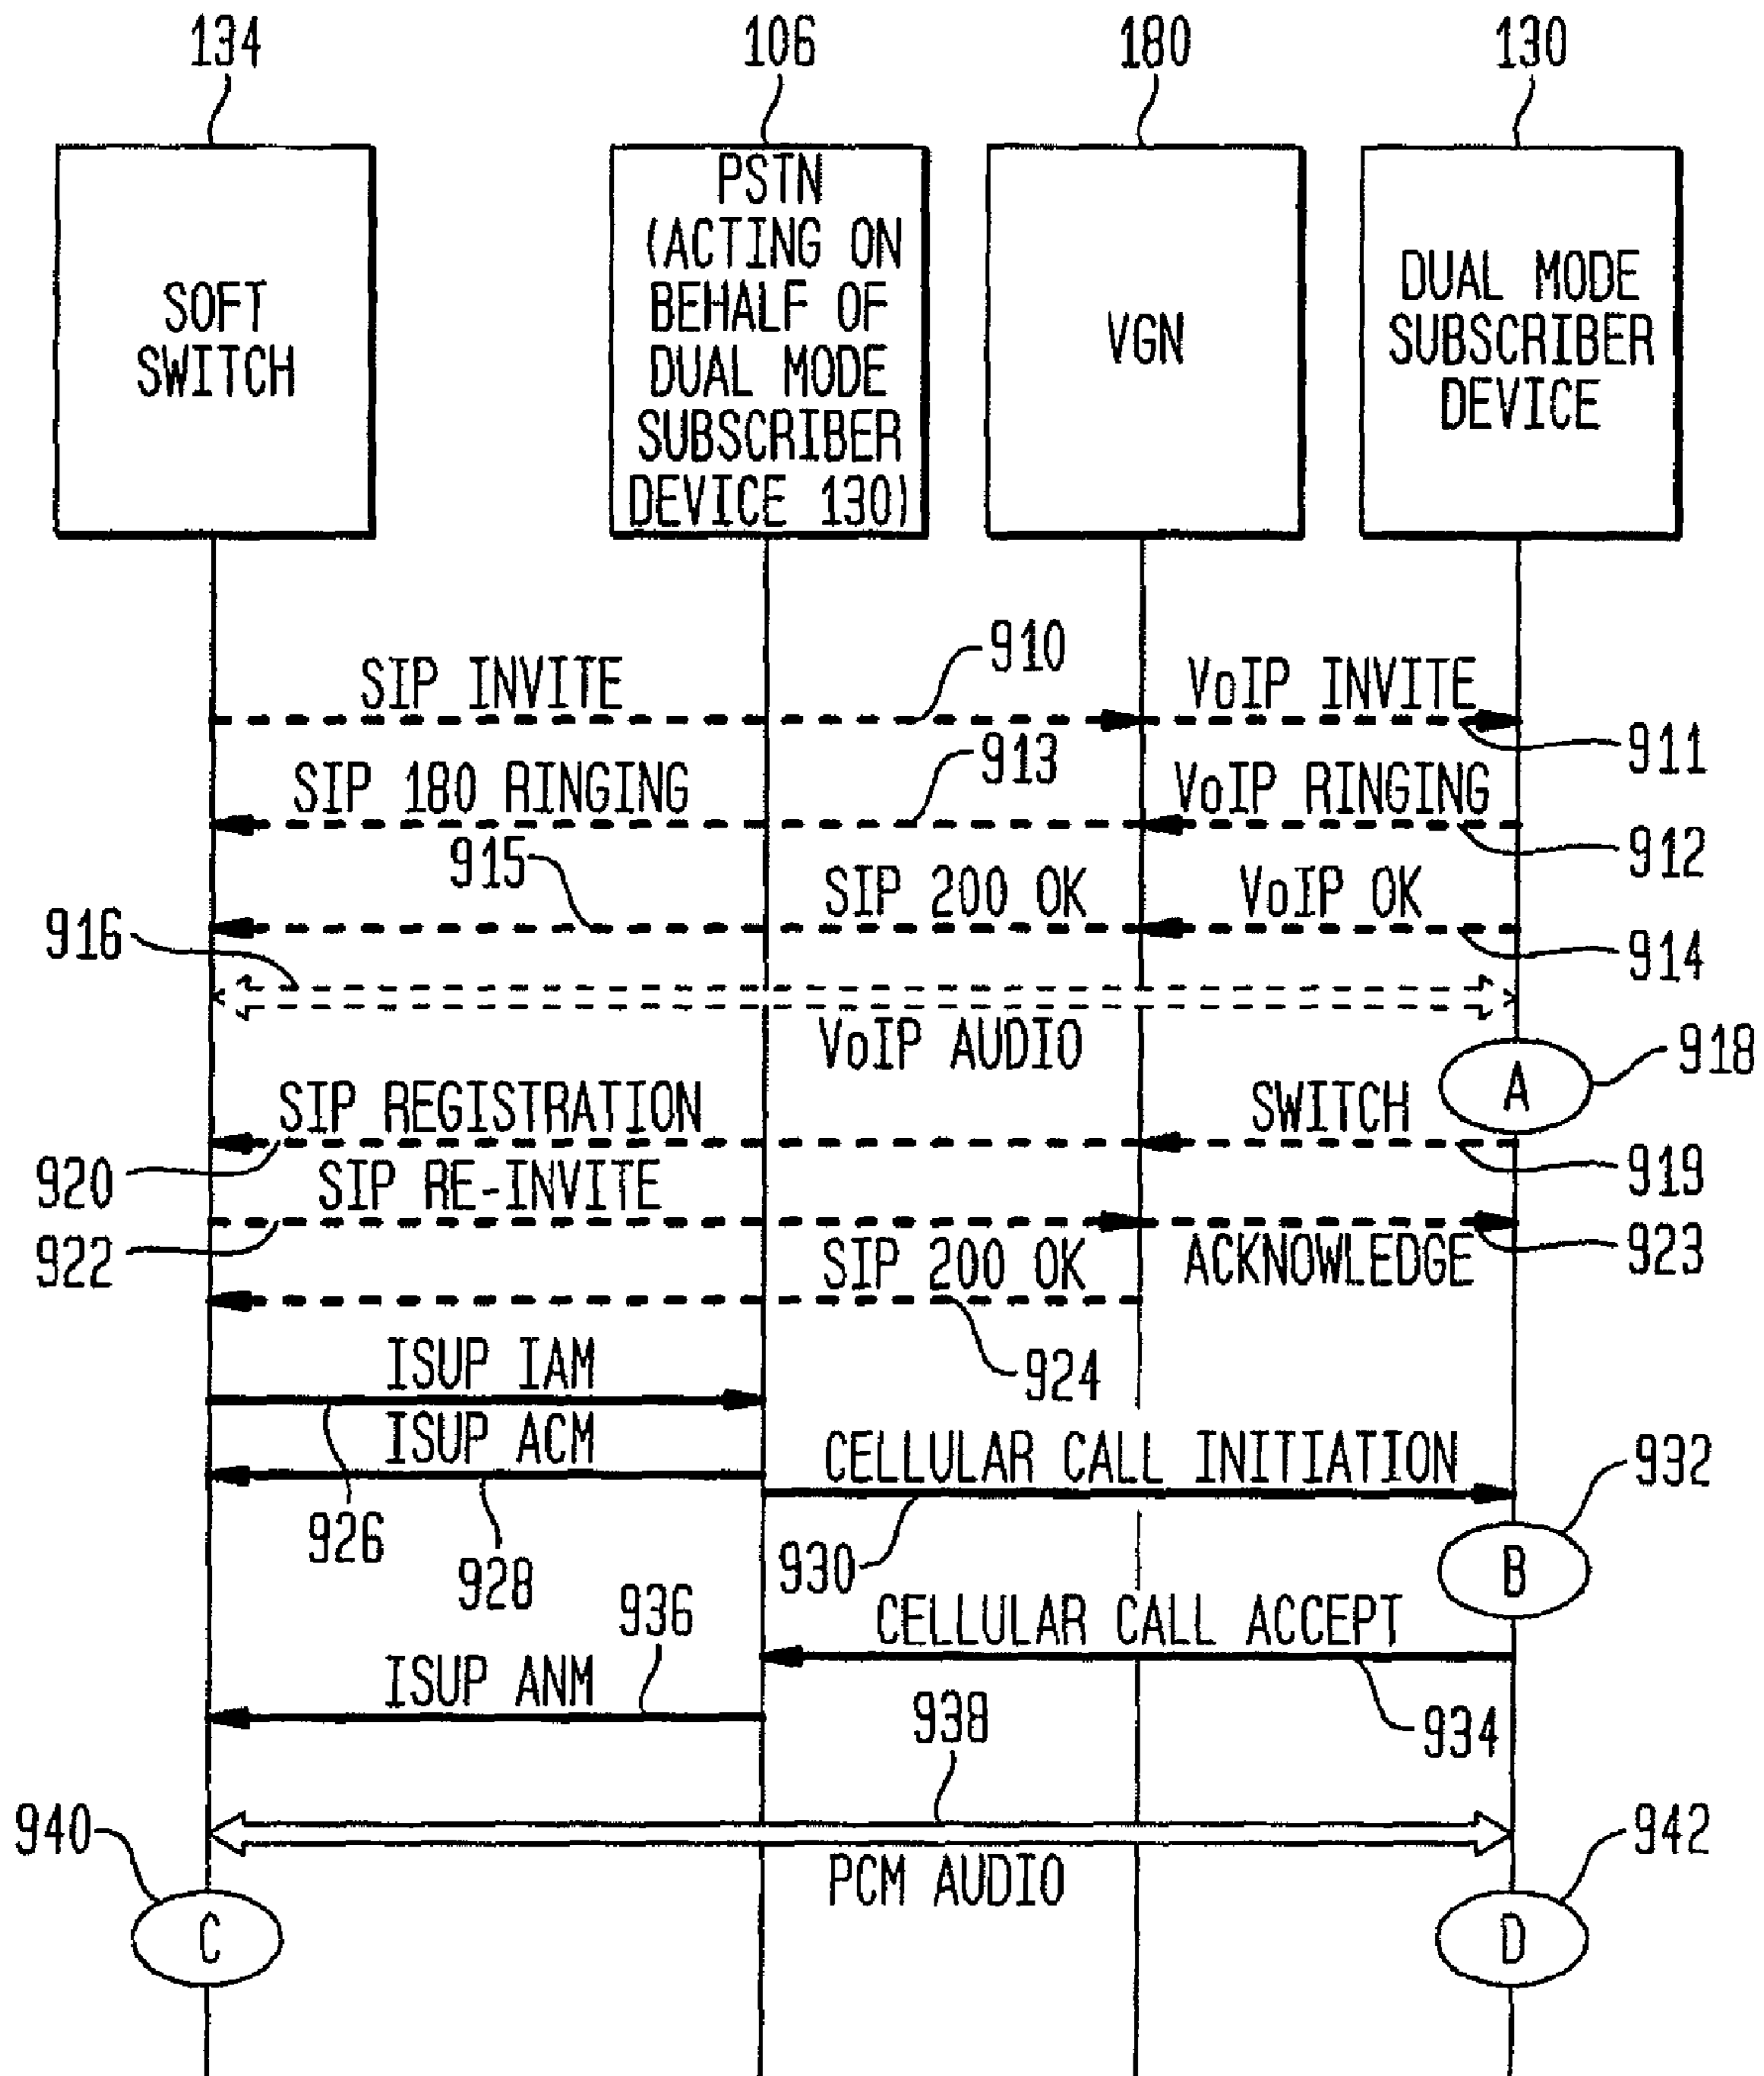 134
106
180
130
SOFT
SWITCH
PSTN
(ACTING ON
BEHALF OF
DUAL MODE
SUBSCRIBER
DEVICE 130)
VGN
DUAL MODE
SUBSCRIBER
DEVICE
SIP INVITE
910
VoIP INVITE
911
SIP 180 RINGING
913
VoIP RINGING
912
915
SIP 200 OK
VoIP OK
914
916
VoIP AUDIO
A
918
SIP REGISTRATION
SWITCH
920
919
SIP RE-INVITE
922
923
SIP 200 OK
ACKNOWLEDGE
924
ISUP IAM
926
ISUP ACM
928
CELLULAR CALL INITIATION
930
932
B
936
CELLULAR CALL ACCEPT
934
ISUP ANM
938
940
942
PCM AUDIO
C
D